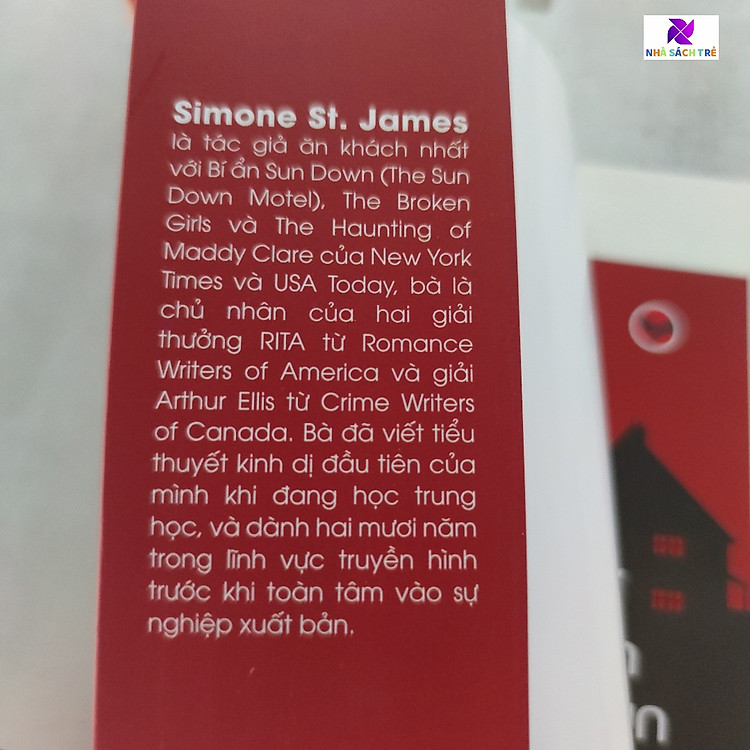 NHÀ SÁCH TRẺ
Simone St. James
là tác giả ăn khách nhất
với Bí ẩn Sun Down (The Sun
Down Motel), The Broken
Girls và The Haunting of
Maddy Clare của New York
Times và USA Today, bà là
chủ nhân của hai giải
thưởng RITA từ Romance
Writers of America và giải
Arthur Ellis từ Crime Writers
of Canada. Bà đã viết tiểu
thuyết kinh dị đầu tiên của
mình khi đang học trung
học, và dành hai mươi năm
trong lĩnh vực truyền hình
trước khi toàn tâm vào sự
nghiệp xuất bản.